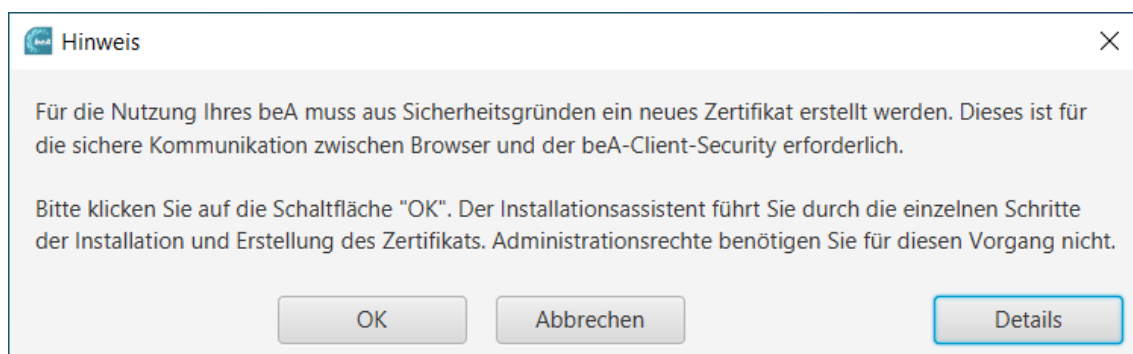 beA Hinweis
Für die Nutzung Ihres beA muss aus Sicherheitsgründen ein neues Zertifikat erstellt werden. Dieses ist für
die sichere Kommunikation zwischen Browser und der beA-Client-Security erforderlich.
Bitte klicken Sie auf die Schaltfläche "OK". Der Installationsassistent führt Sie durch die einzelnen Schritte
der Installation und Erstellung des Zertifikats. Administrationsrechte benötigen Sie für diesen Vorgang nicht.
OK Abbrechen Details